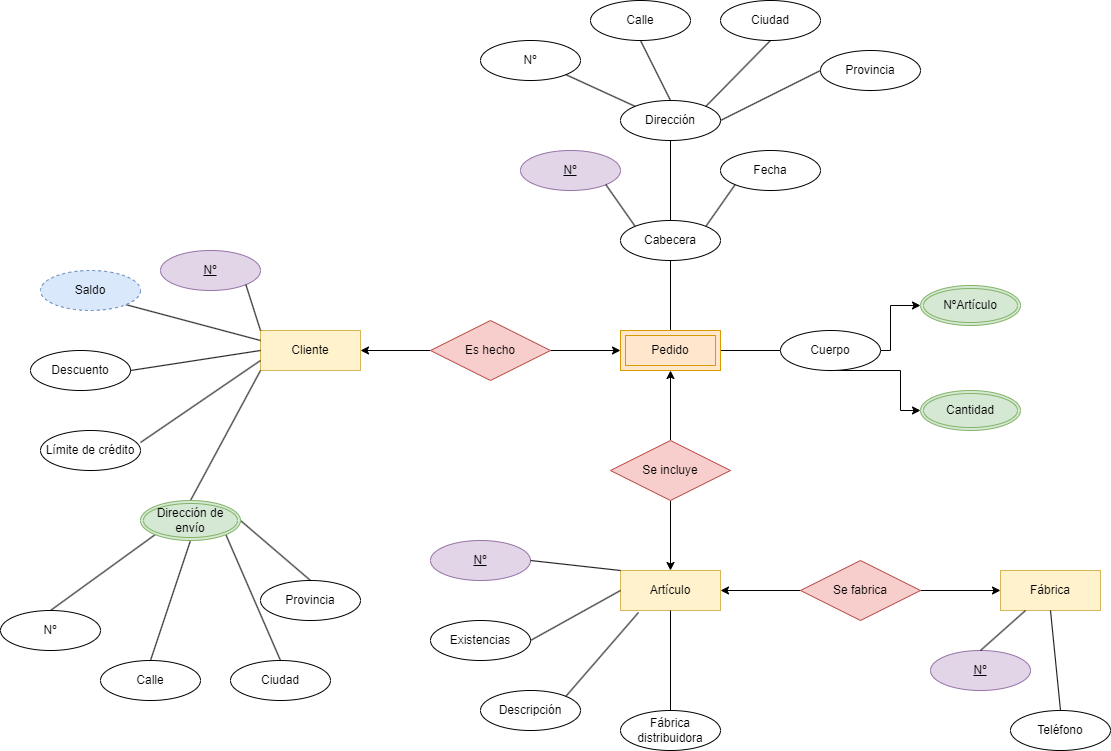 Calle
Ciudad
Nº
Provincia
Dirección
Nº
Fecha
Cabecera
Nº
Saldo
NºArtículo
Cliente
Es hecho
Pedido
Cuerpo
Descuento
Cantidad
Límite de crédito
Se incluye
Dirección de
envío
Nº
Artículo
Se fabrica
Fábrica
Provincia
Nº
Existencias
Nº
Calle
Ciudad
Descripción
Fábrica
distribuidora
Teléfono